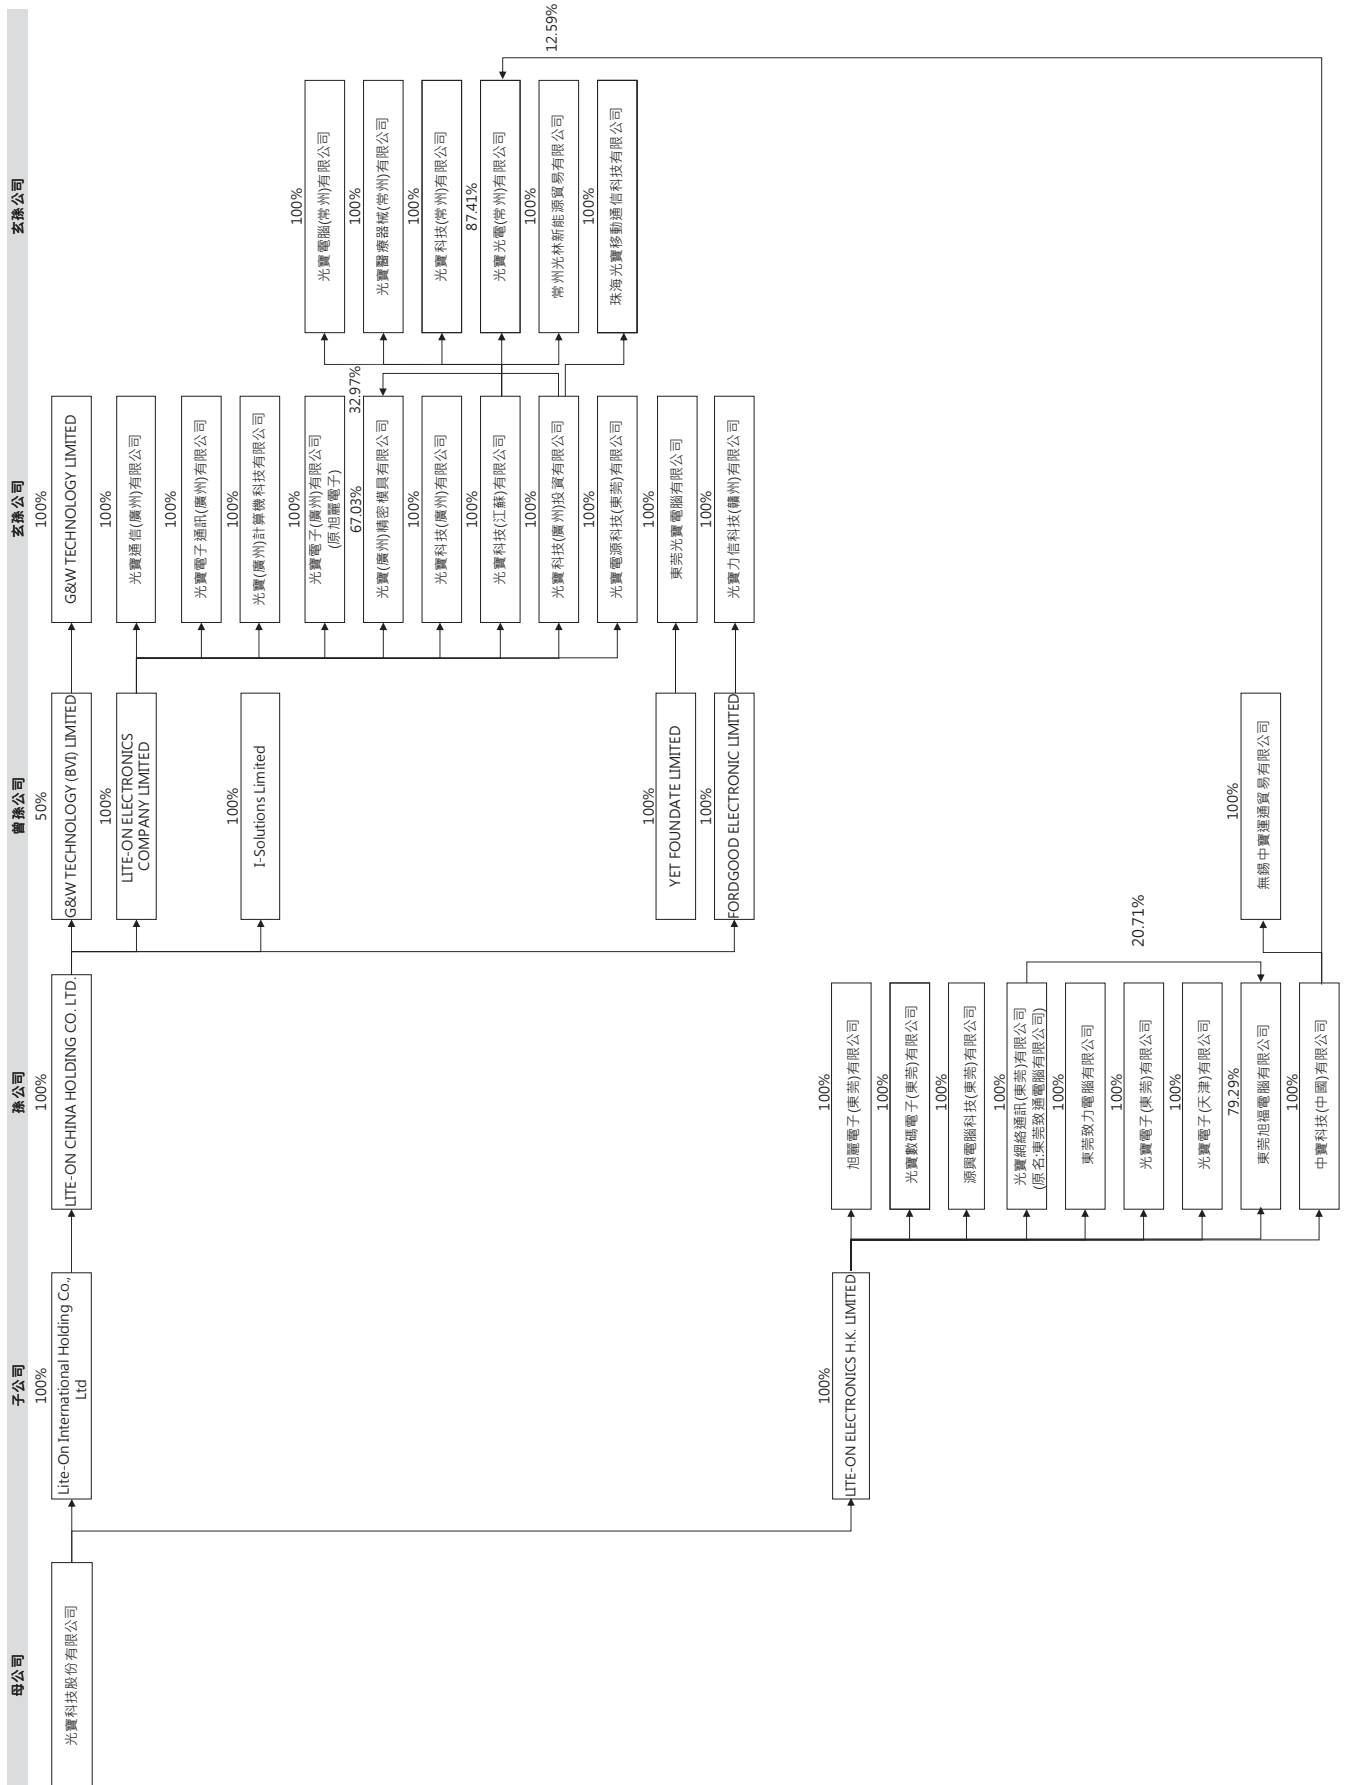 母公司
子公司
孫公司
曾孫公司
玄孫公司
玄孫公司
光寶科技股份有限公司
100%
Lite-On International Holding Co.,
Ltd
100%
LITE-ON CHINA HOLDING CO. LTD.
50%
G&W TECHNOLOGY (BVI) LIMITED
100%
G&W TECHNOLOGY LIMITED
100%
LITE-ON ELECTRONICS
COMPANY LIMITED
100%
光寶通信(廣州)有限公司
100%
光寶電子通訊(廣州)有限公司
100%
I-Solutions Limited
100%
光寶(廣州)計算機科技有限公司
100%
光寶電子(廣州)有限公司
(原旭麗電子)
100%
光寶電腦(常州)有限公司
67.03%
32.97%
光寶(廣州)精密模具有限公司
100%
光寶醫療器械(常州)有限公司
100%
光寶科技(廣州)有限公司
100%
光寶科技(常州)有限公司
100%
光寶科技(江蘇)有限公司
87.41%
光寶光電(常州)有限公司
12.59%
100%
光寶科技(廣州)投資有限公司
100%
常州光林新能源貿易有限公司
100%
光寶電源科技(東莞)有限公司
100%
珠海光寶移動通信科技有限公司
100%
YET FOUNDATE LIMITED
100%
東莞光寶電腦有限公司
100%
FORDGOOD ELECTRONIC LIMITED
100%
光寶力信科技(贛州)有限公司
100%
LITE-ON ELECTRONICS H.K. LIMITED
100%
旭麗電子(東莞)有限公司
100%
光寶數碼電子(東莞)有限公司
100%
源興電腦科技(東莞)有限公司
100%
光寶網絡通訊(東莞)有限公司
(原名:東莞致通電腦有限公司)
100%
東莞致力電腦有限公司
100%
光寶電子(東莞)有限公司
20.71%
100%
光寶電子(天津)有限公司
79.29%
東莞旭福電腦有限公司
100%
無錫中寶運通貿易有限公司
100%
中寶科技(中國)有限公司